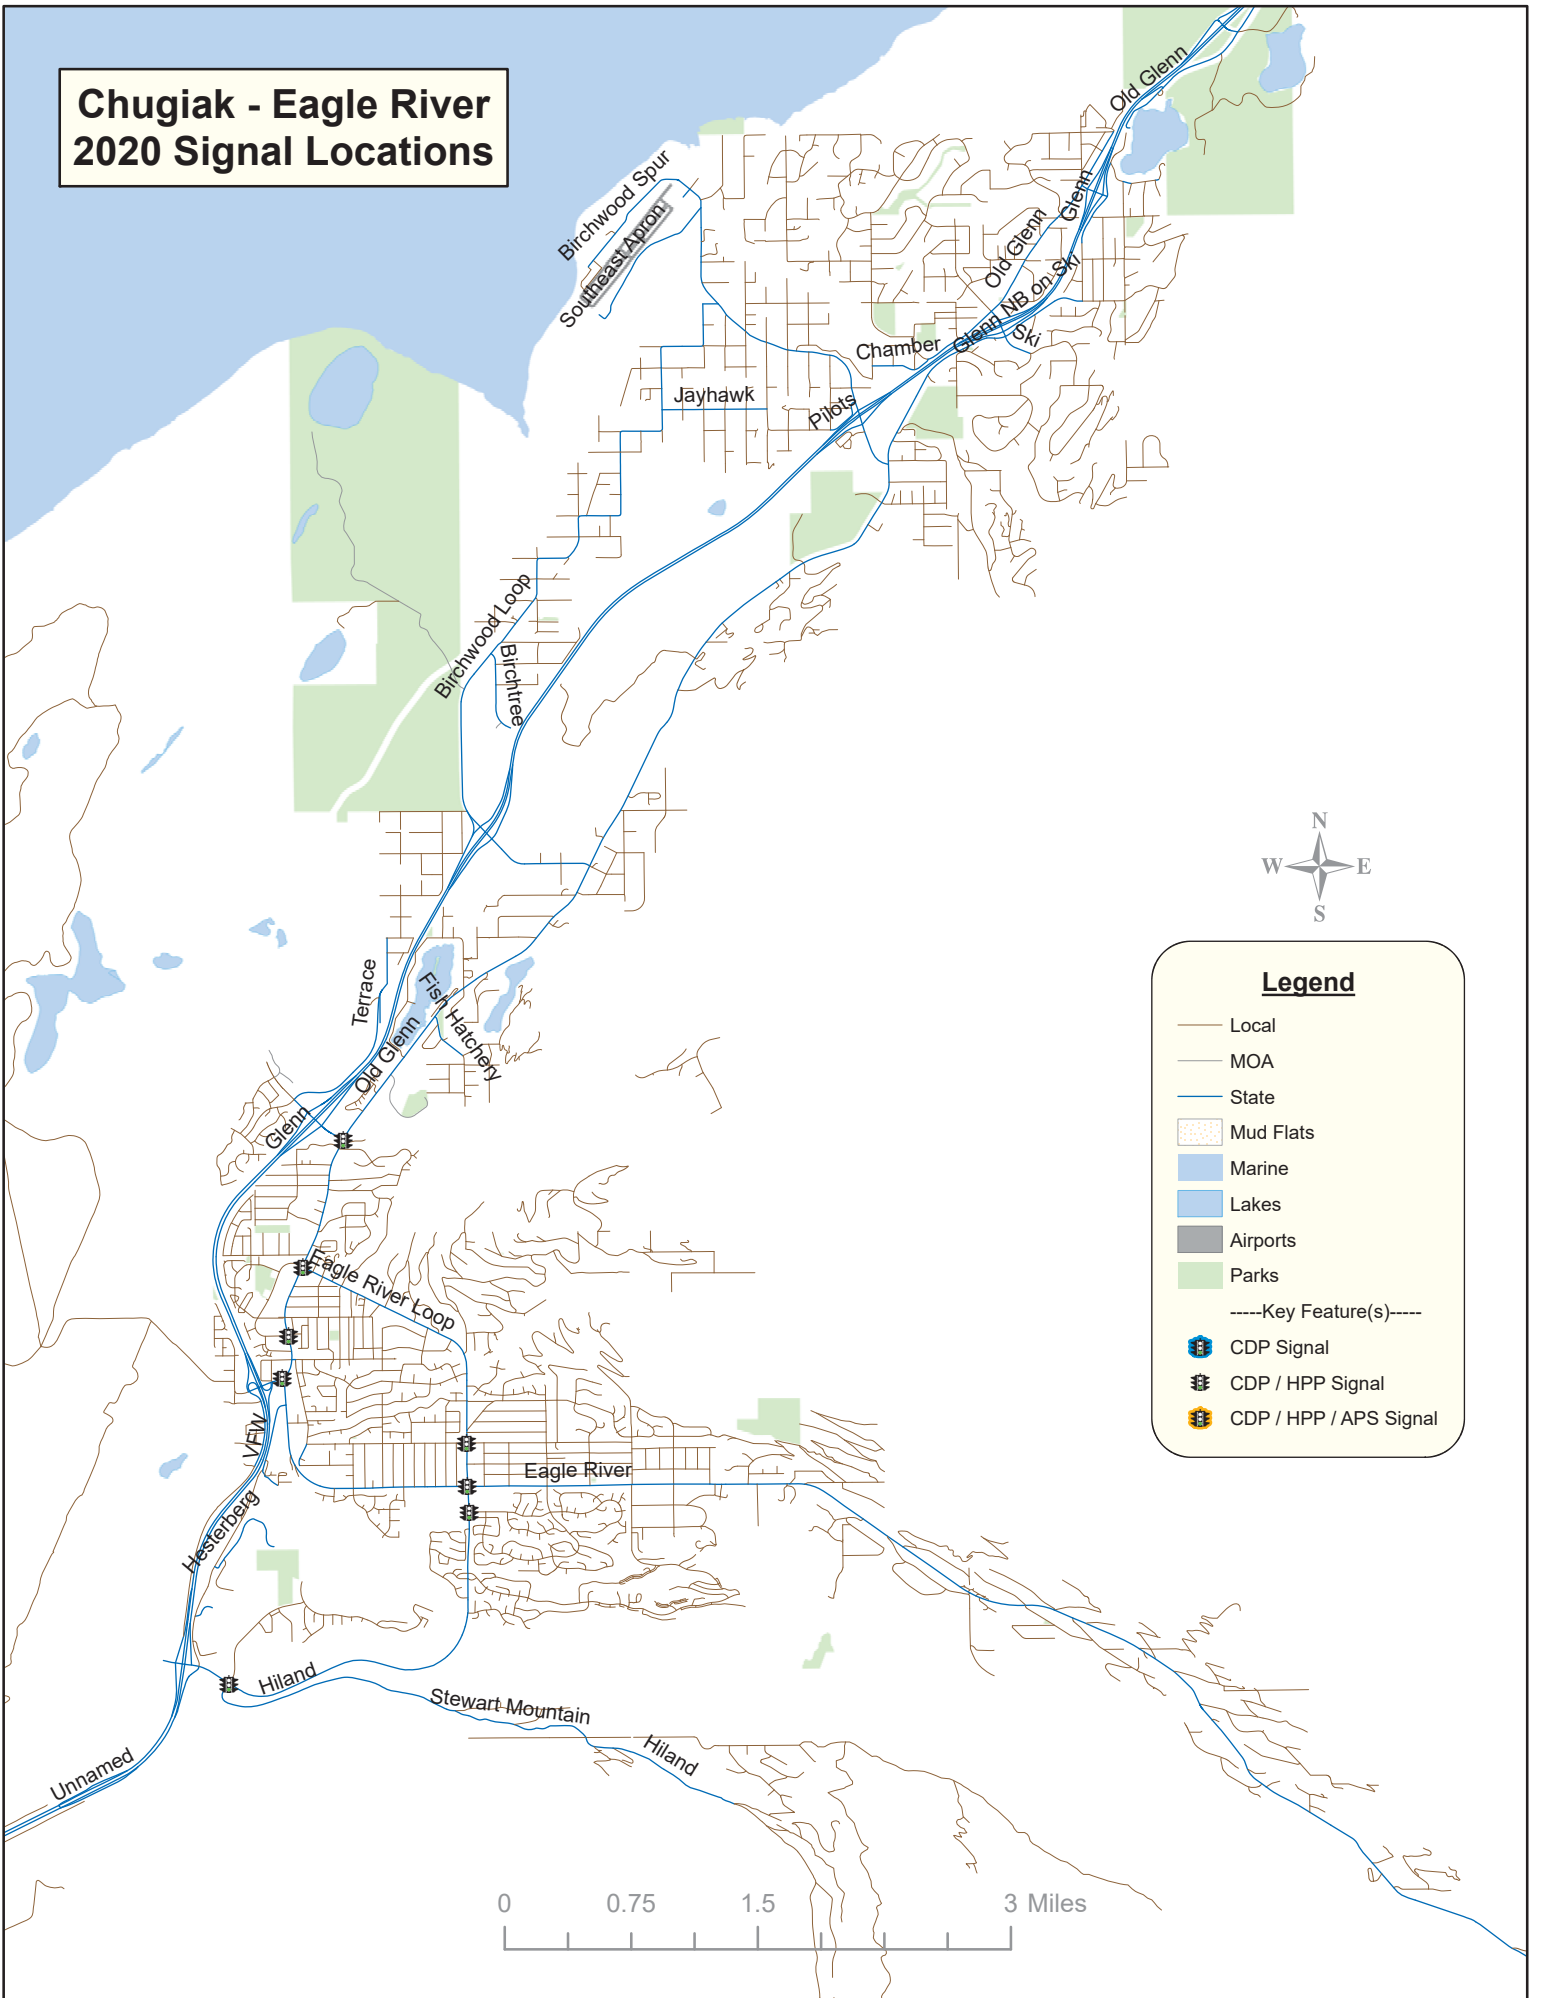 Chugiak - Eagle River
2020 Signal Locations
Old Glenn
Birchwood Spur
Southeast Apron
Glenn
Old Glenn
Glenn NB on Ski
Ski
Chamber
Jayhawk
Pilots
Birchwood Loop
Birchtree
N
W
E
S
Terrace
Fish Hatchery
Old Glenn
Glenn
Eagle River Loop
VFW
Eagle River
Hesterberg
Hiland
Stewart Mountain
Hiland
Unnamed
Legend
Local
MOA
State
Mud Flats
Marine
Lakes
Airports
Parks
-----Key Feature(s)-----
CDP Signal
CDP / HPP Signal
CDP / HPP / APS Signal
0 0.75 1.5 3 Miles